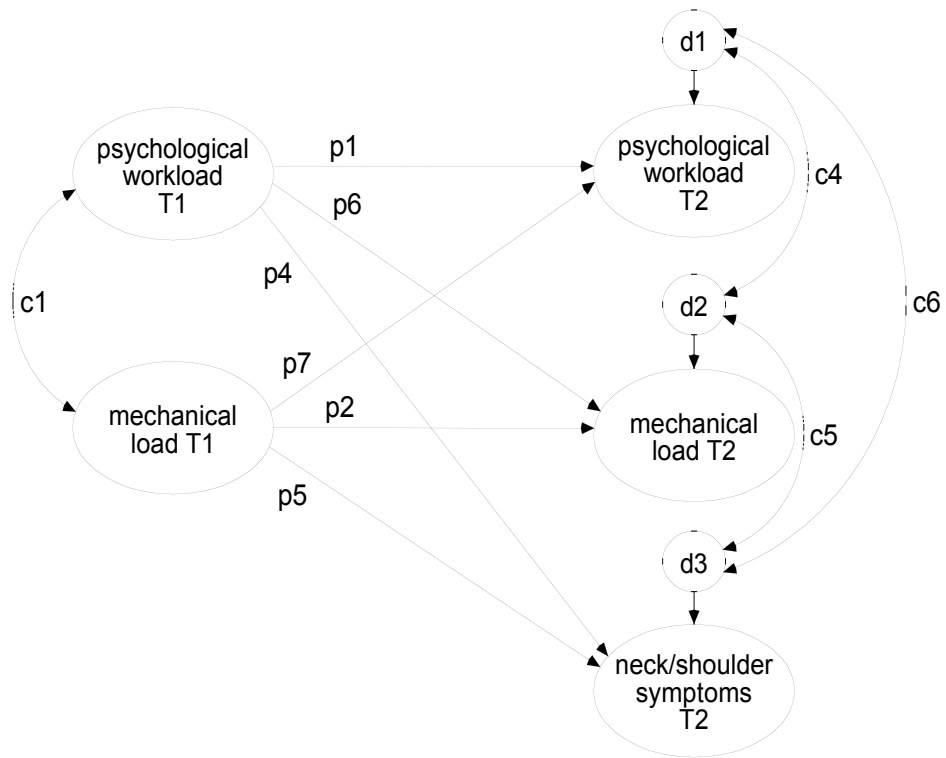 d1
psychological
workload
T1
p1
psychological
workload
T2
c4
p6
p4
c1
d2
c6
p7
mechanical
load T1
p2
mechanical
load T2
c5
p5
d3
neck/shoulder
symptoms
T2